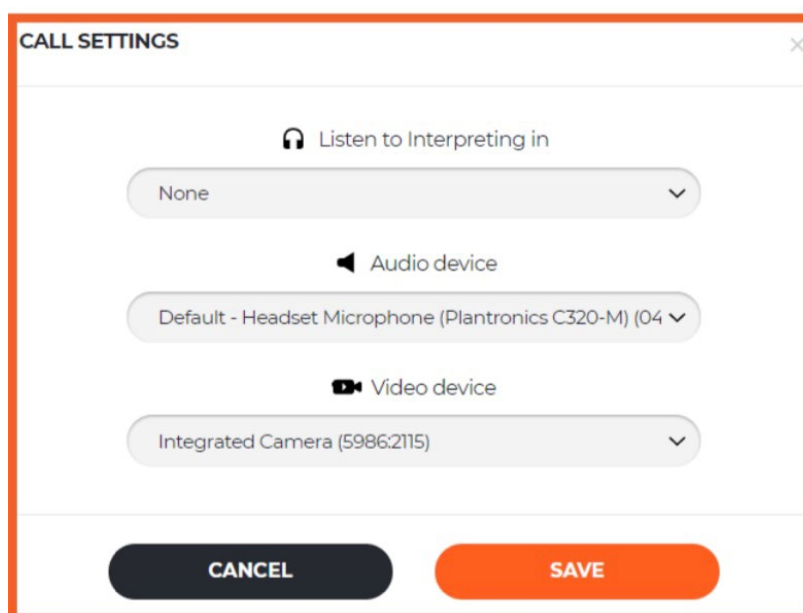 CALL SETTINGS
Listen to Interpreting in
None
Audio device
Default - Headset Microphone (Plantronics C320-M) (04
Video device
Integrated Camera (5986:2115)
CANCEL
SAVE